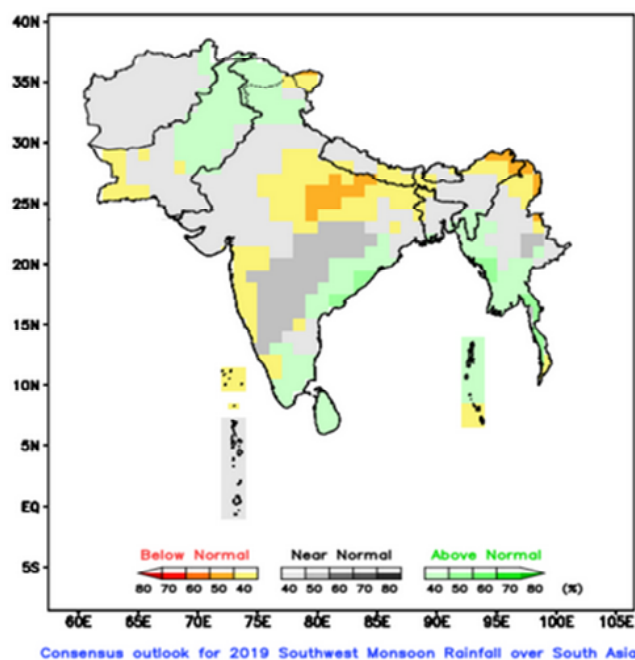 40N
35N
30N
25N
20N
15N
10N
5N
EQ
5S
Below Normal Near Normal Above Normal
80 70 60 50 40 40 50 60 70 80 40 50 60 70 80 (%)
60E 65E 70E 75E 80E 85E 90E 95E 100E 105E
Consensus outlook for 2019 Southwest Monsoon Rainfall over South Asia